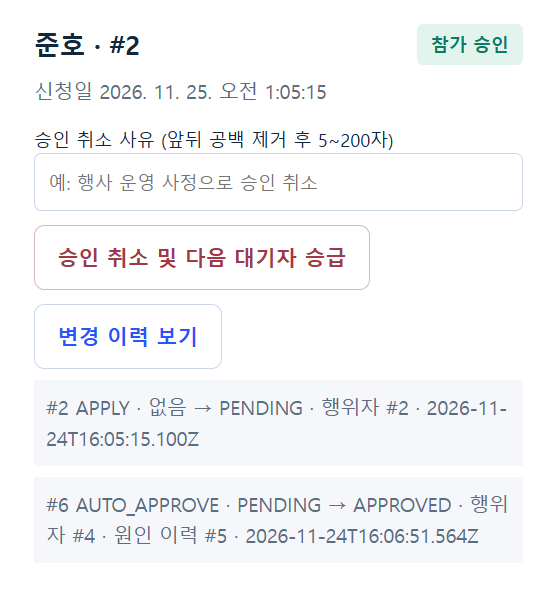 준호 · #2
참가 승인
신청일 2026. 11. 25. 오전 1:05:15
승인 취소 사유 (앞뒤 공백 제거 후 5~200자)
예: 행사 운영 사정으로 승인 취소
승인 취소 및 다음 대기자 승급
변경 이력 보기
#2 APPLY · 없음 → PENDING · 행위자 #2 · 2026-11-
24T16:05:15.100Z
#6 AUTO_APPROVE · PENDING → APPROVED · 행위
자 #4 · 원인 이력 #5 · 2026-11-24T16:06:51.564Z